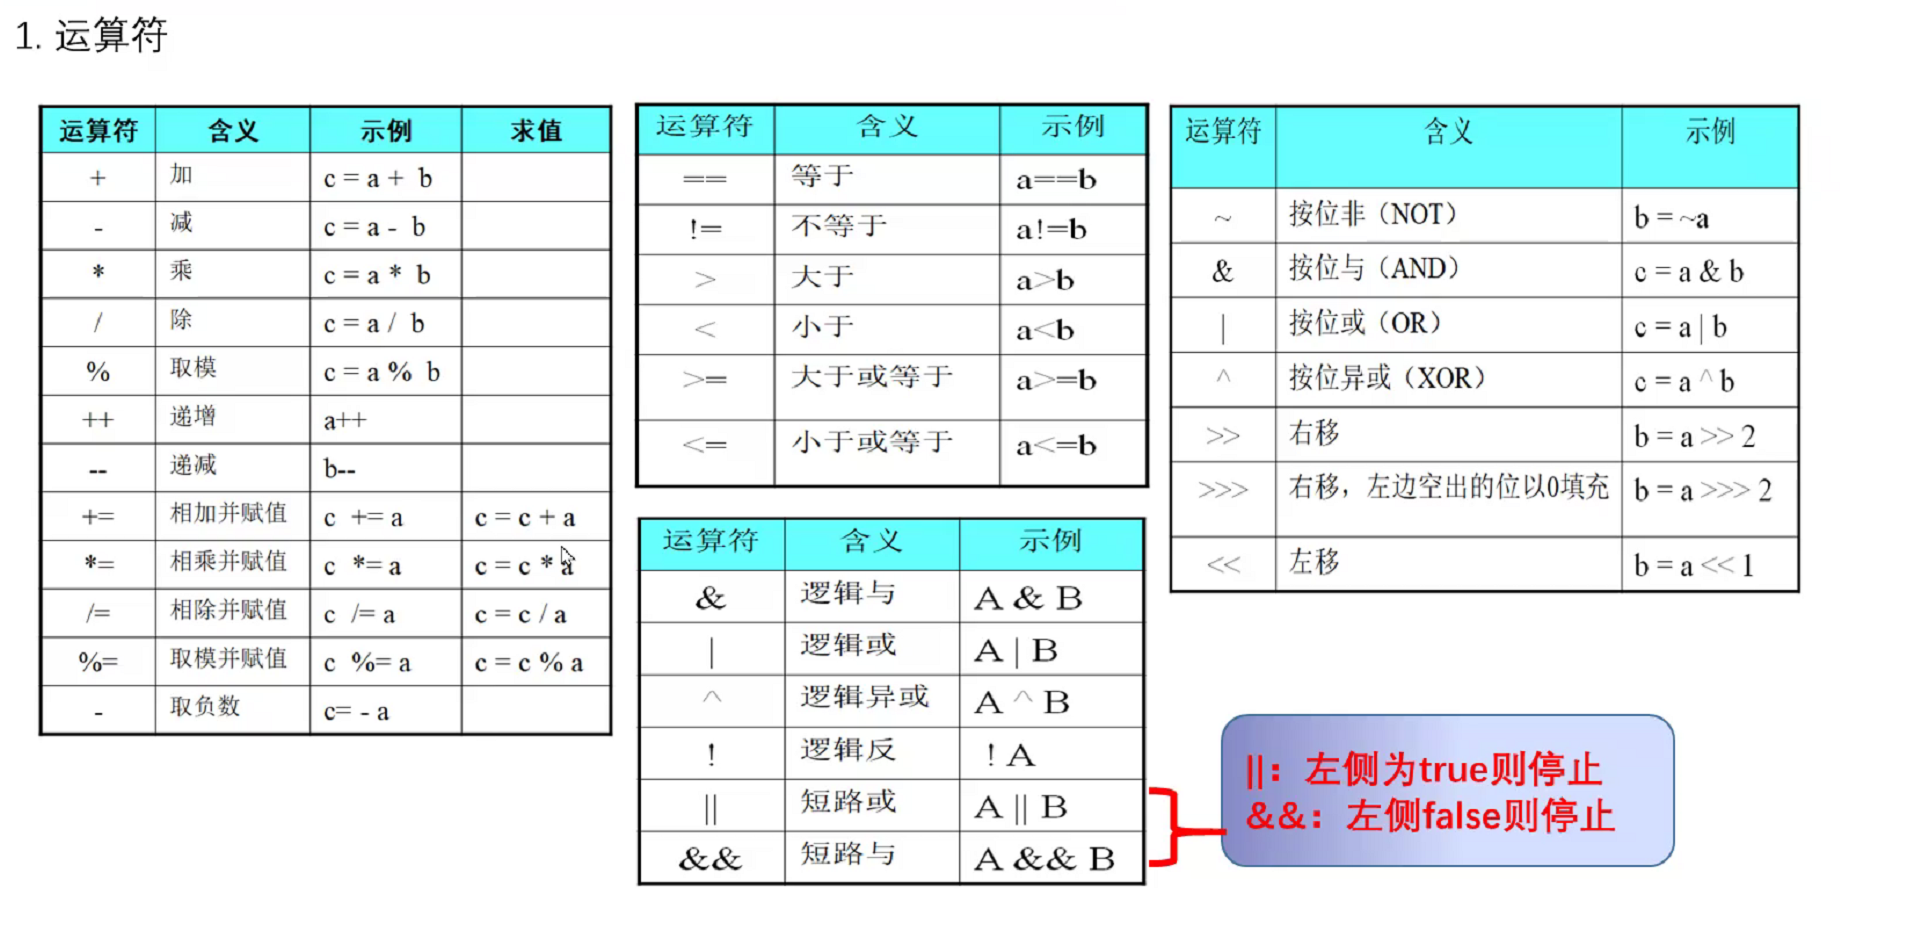 1. 运算符
运算符 含义 示例 求值
+ 加 c = a + b
- 减 c = a - b
* 乘 c = a * b
/ 除 c = a / b
% 取模 c = a % b
++ 递增 a++
-- 递减 b--
+= 相加并赋值 c += a c = c + a
*= 相乘并赋值 c *= a c = c * a
/= 相除并赋值 c /= a c = c / a
%= 取模并赋值 c %= a c = c % a
- 取负数 c= - a
运算符 含义 示例
== 等于 a==b
!= 不等于 a!=b
> 大于 a>b
< 小于 a<b
>= 大于或等于 a>=b
<= 小于或等于 a<=b
运算符 含义 示例
& 逻辑与 A & B
| 逻辑或 A | B
^ 逻辑异或 A ^ B
! 逻辑反 ! A
|| 短路或 A || B
&& 短路与 A && B
运算符 含义 示例
~ 按位非（NOT） b = ~a
& 按位与（AND） c = a & b
| 按位或（OR） c = a | b
^ 按位异或（XOR） c = a ^ b
>> 右移 b = a >> 2
>>> 右移，左边空出的位以0填充 b = a >>> 2
<< 左移 b = a << 1
||：左侧为true则停止
&&：左侧false则停止